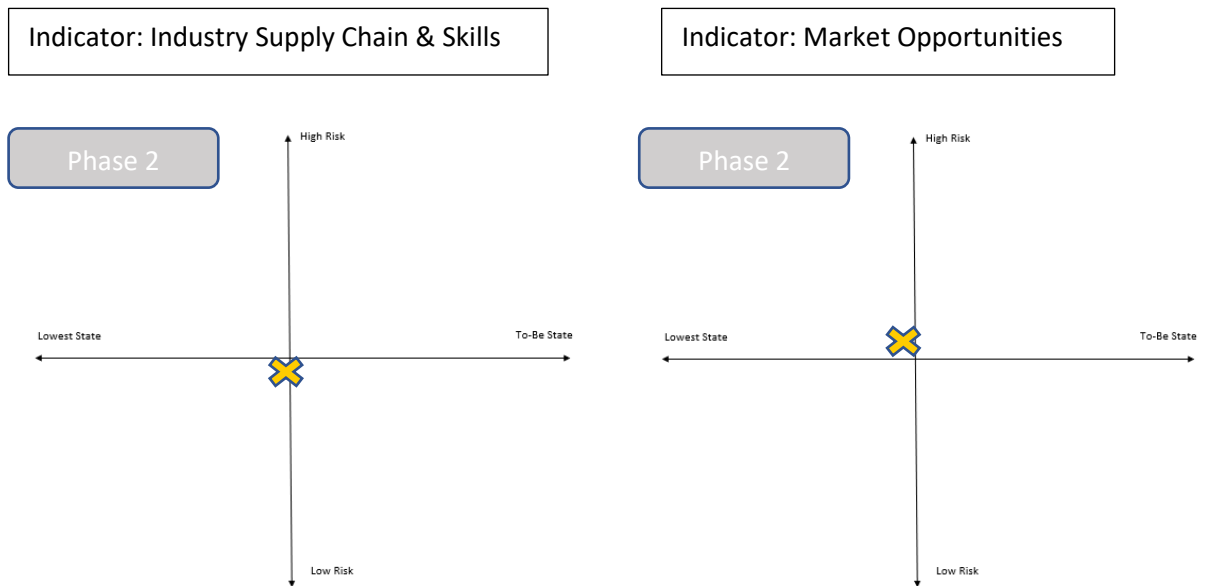 Indicator: Industry Supply Chain & Skills
Indicator: Market Opportunities
Phase 2
High Risk
Lowest State
To-Be State
Low Risk
Phase 2
High Risk
Lowest State
To-Be State
Low Risk